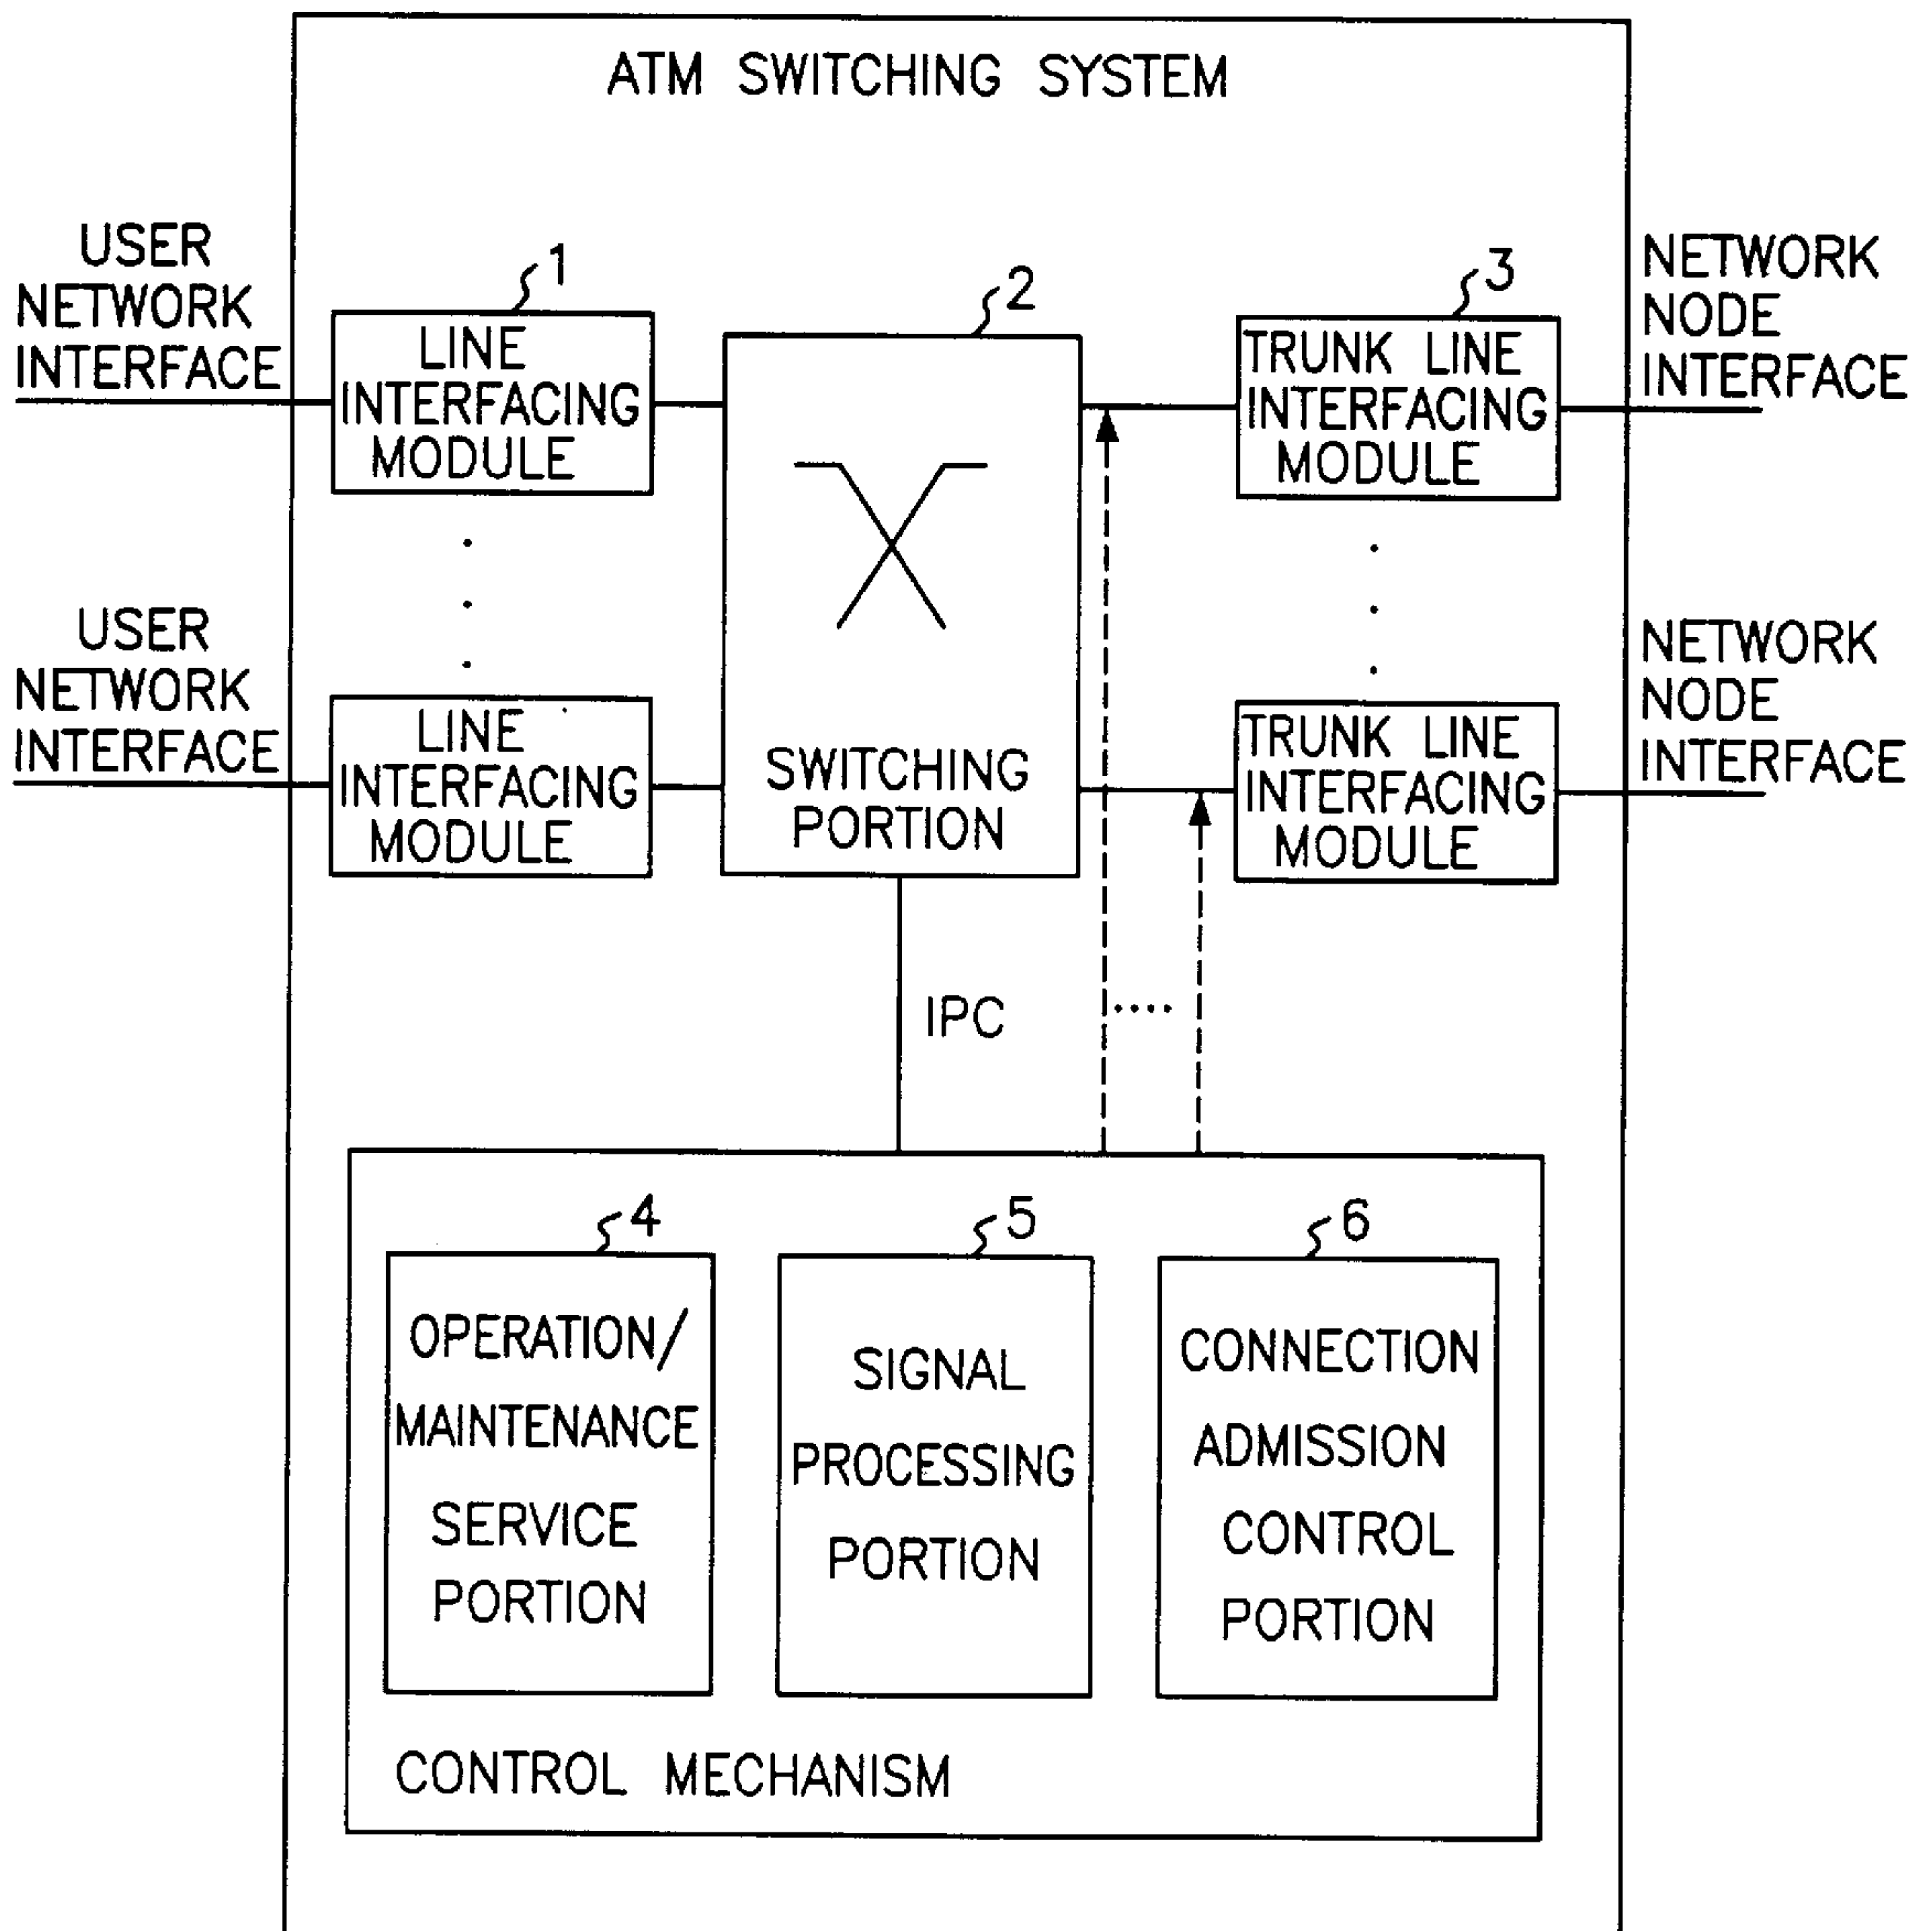 ATM SWITCHING SYSTEM
USER
NETWORK
INTERFACE
1
LINE
INTERFACING
MODULE
2
SWITCHING
PORTION
3
TRUNK LINE
INTERFACING
MODULE
NETWORK
NODE
INTERFACE
USER
NETWORK
INTERFACE
LINE
INTERFACING
MODULE
TRUNK LINE
INTERFACING
MODULE
NETWORK
NODE
INTERFACE
IPC
4
OPERATION/
MAINTENANCE
SERVICE
PORTION
5
SIGNAL
PROCESSING
PORTION
6
CONNECTION
ADMISSION
CONTROL
PORTION
CONTROL MECHANISM